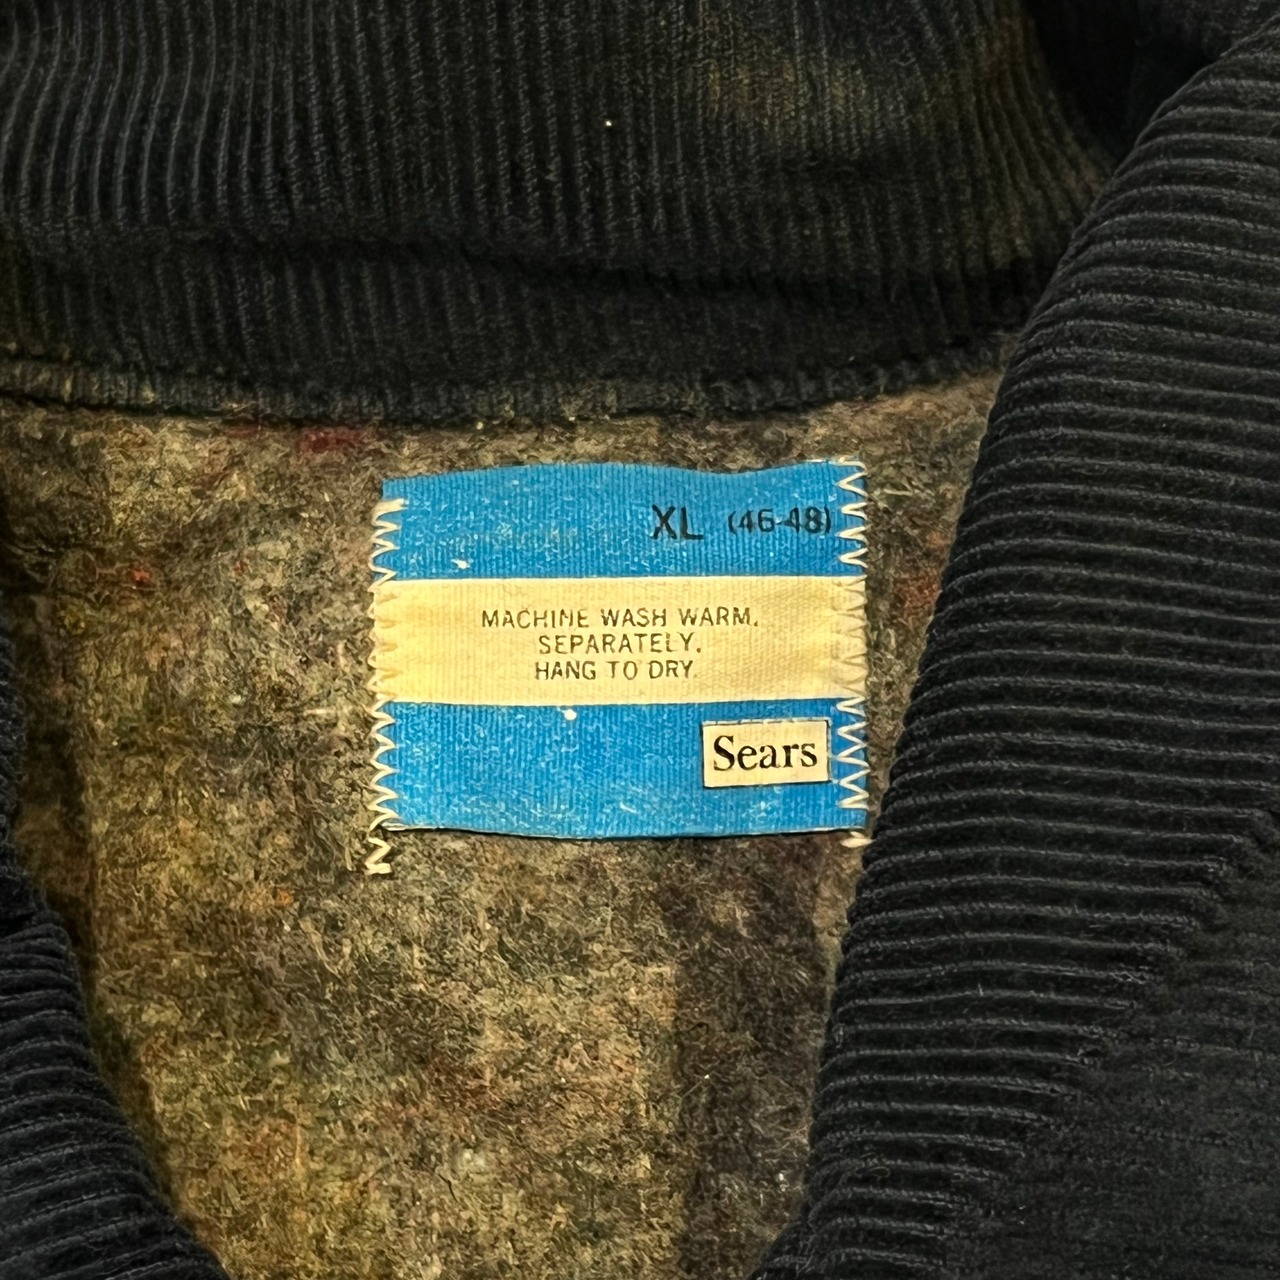 XL (46-48)
MACHINE WASH WARM.
SEPARATELY.
HANG TO DRY.
Sears